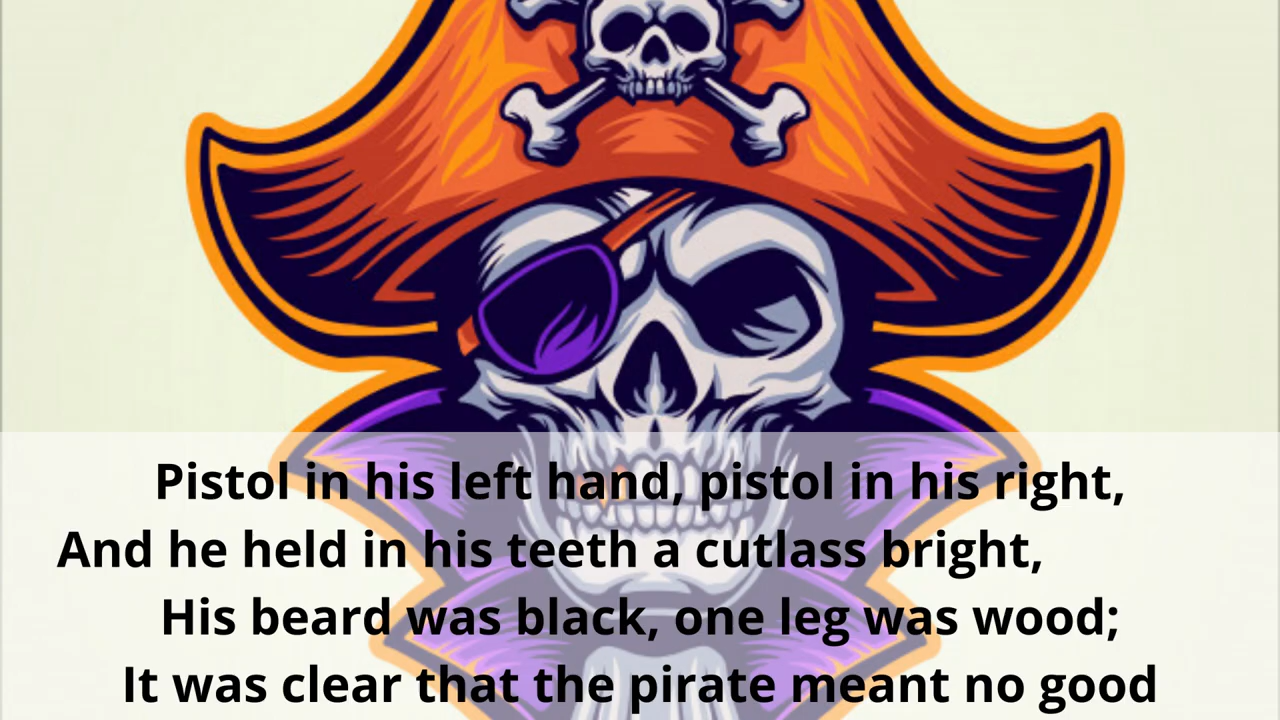 Pistol in his left hand, pistol in his right,
And he held in his teeth a cutlass bright,
His beard was black, one leg was wood;
It was clear that the pirate meant no good